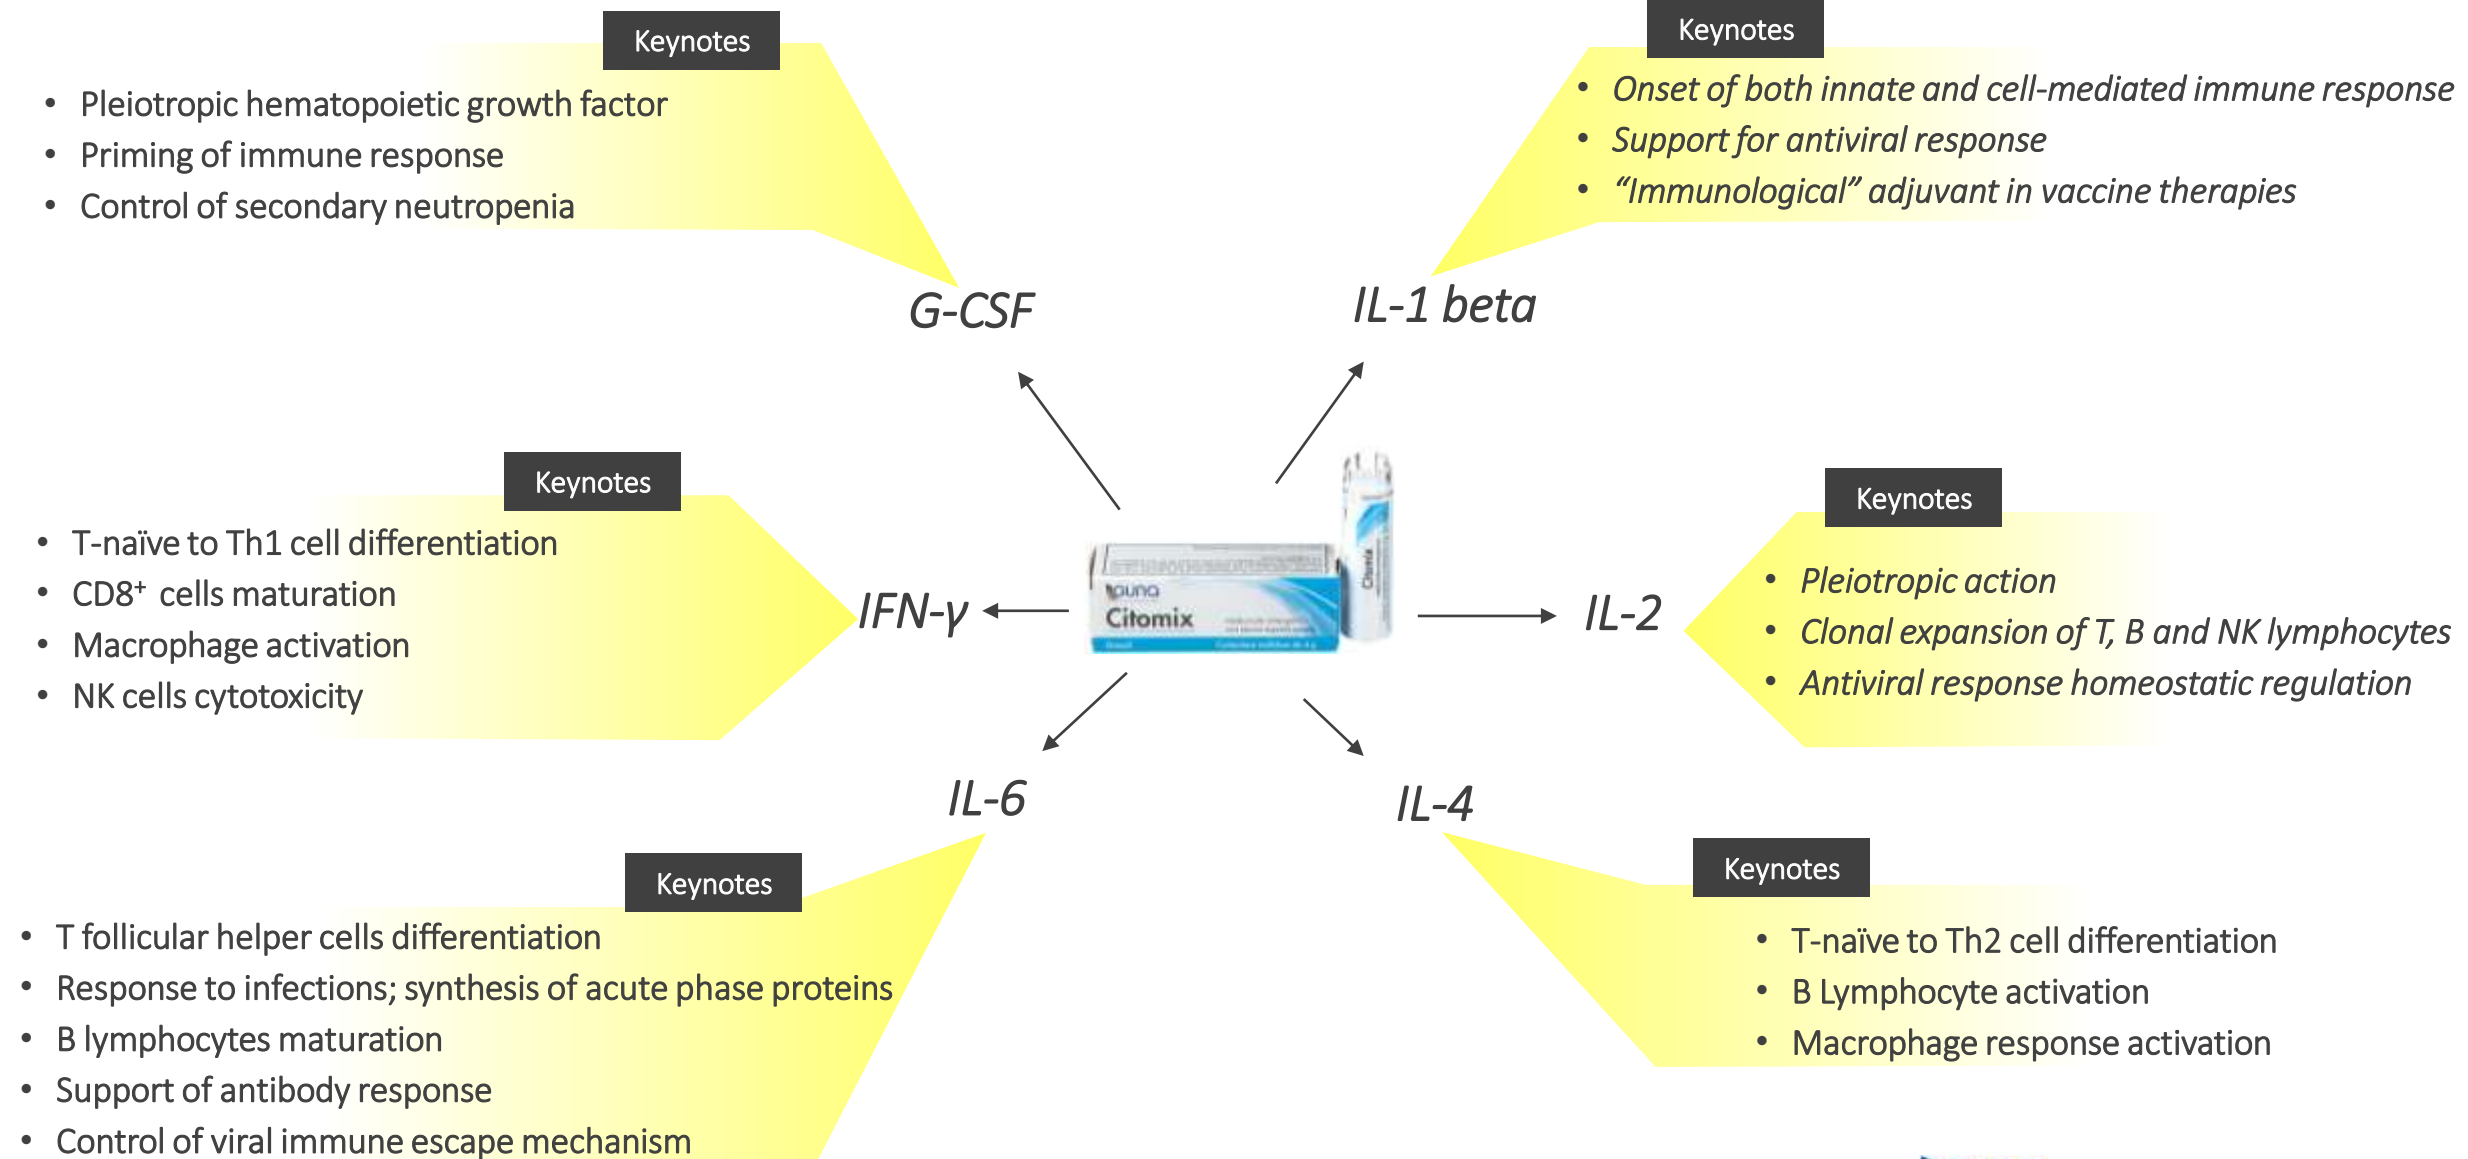 Keynotes
• Pleiotropic hematopoietic growth factor
• Priming of immune response
• Control of secondary neutropenia
G-CSF
Keynotes
• Onset of both innate and cell-mediated immune response
• Support for antiviral response
• “Immunological” adjuvant in vaccine therapies
IL-1 beta
Keynotes
• T-naïve to Th1 cell differentiation
• CD8⁺ cells maturation
• Macrophage activation
• NK cells cytotoxicity
IFN-γ
guna
Citomix
Citomix
IL-2
Keynotes
• Pleiotropic action
• Clonal expansion of T, B and NK lymphocytes
• Antiviral response homeostatic regulation
IL-6
Keynotes
• T follicular helper cells differentiation
• Response to infections; synthesis of acute phase proteins
• B lymphocytes maturation
• Support of antibody response
• Control of viral immune escape mechanism
IL-4
Keynotes
• T-naïve to Th2 cell differentiation
• B Lymphocyte activation
• Macrophage response activation